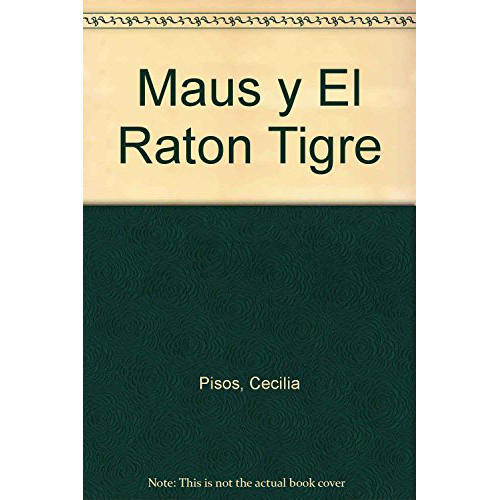 Maus y El
Raton Tigre
Pisos, Cecilia
Note: This is not the actual book cover